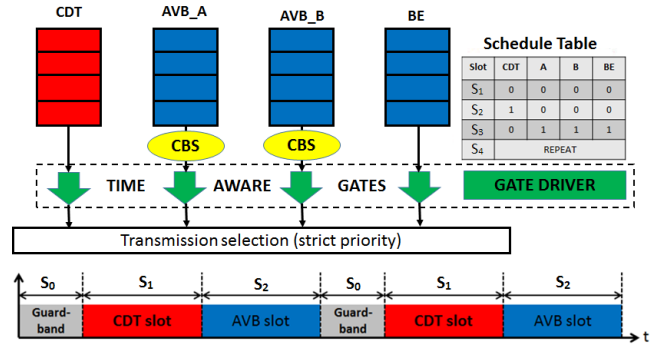 CDT AVB_A AVB_B BE
Schedule Table
Slot CDT A B BE
S1 0 0 0 0
S2 1 0 0 0
S3 0 1 1 1
S4 REPEAT
CBS CBS
TIME AWARE GATES GATE DRIVER
Transmission selection (strict priority)
S0 S1 S2 S0 S1 S2
Guard-
band
CDT slot
AVB slot
Guard-
band
CDT slot
AVB slot
t